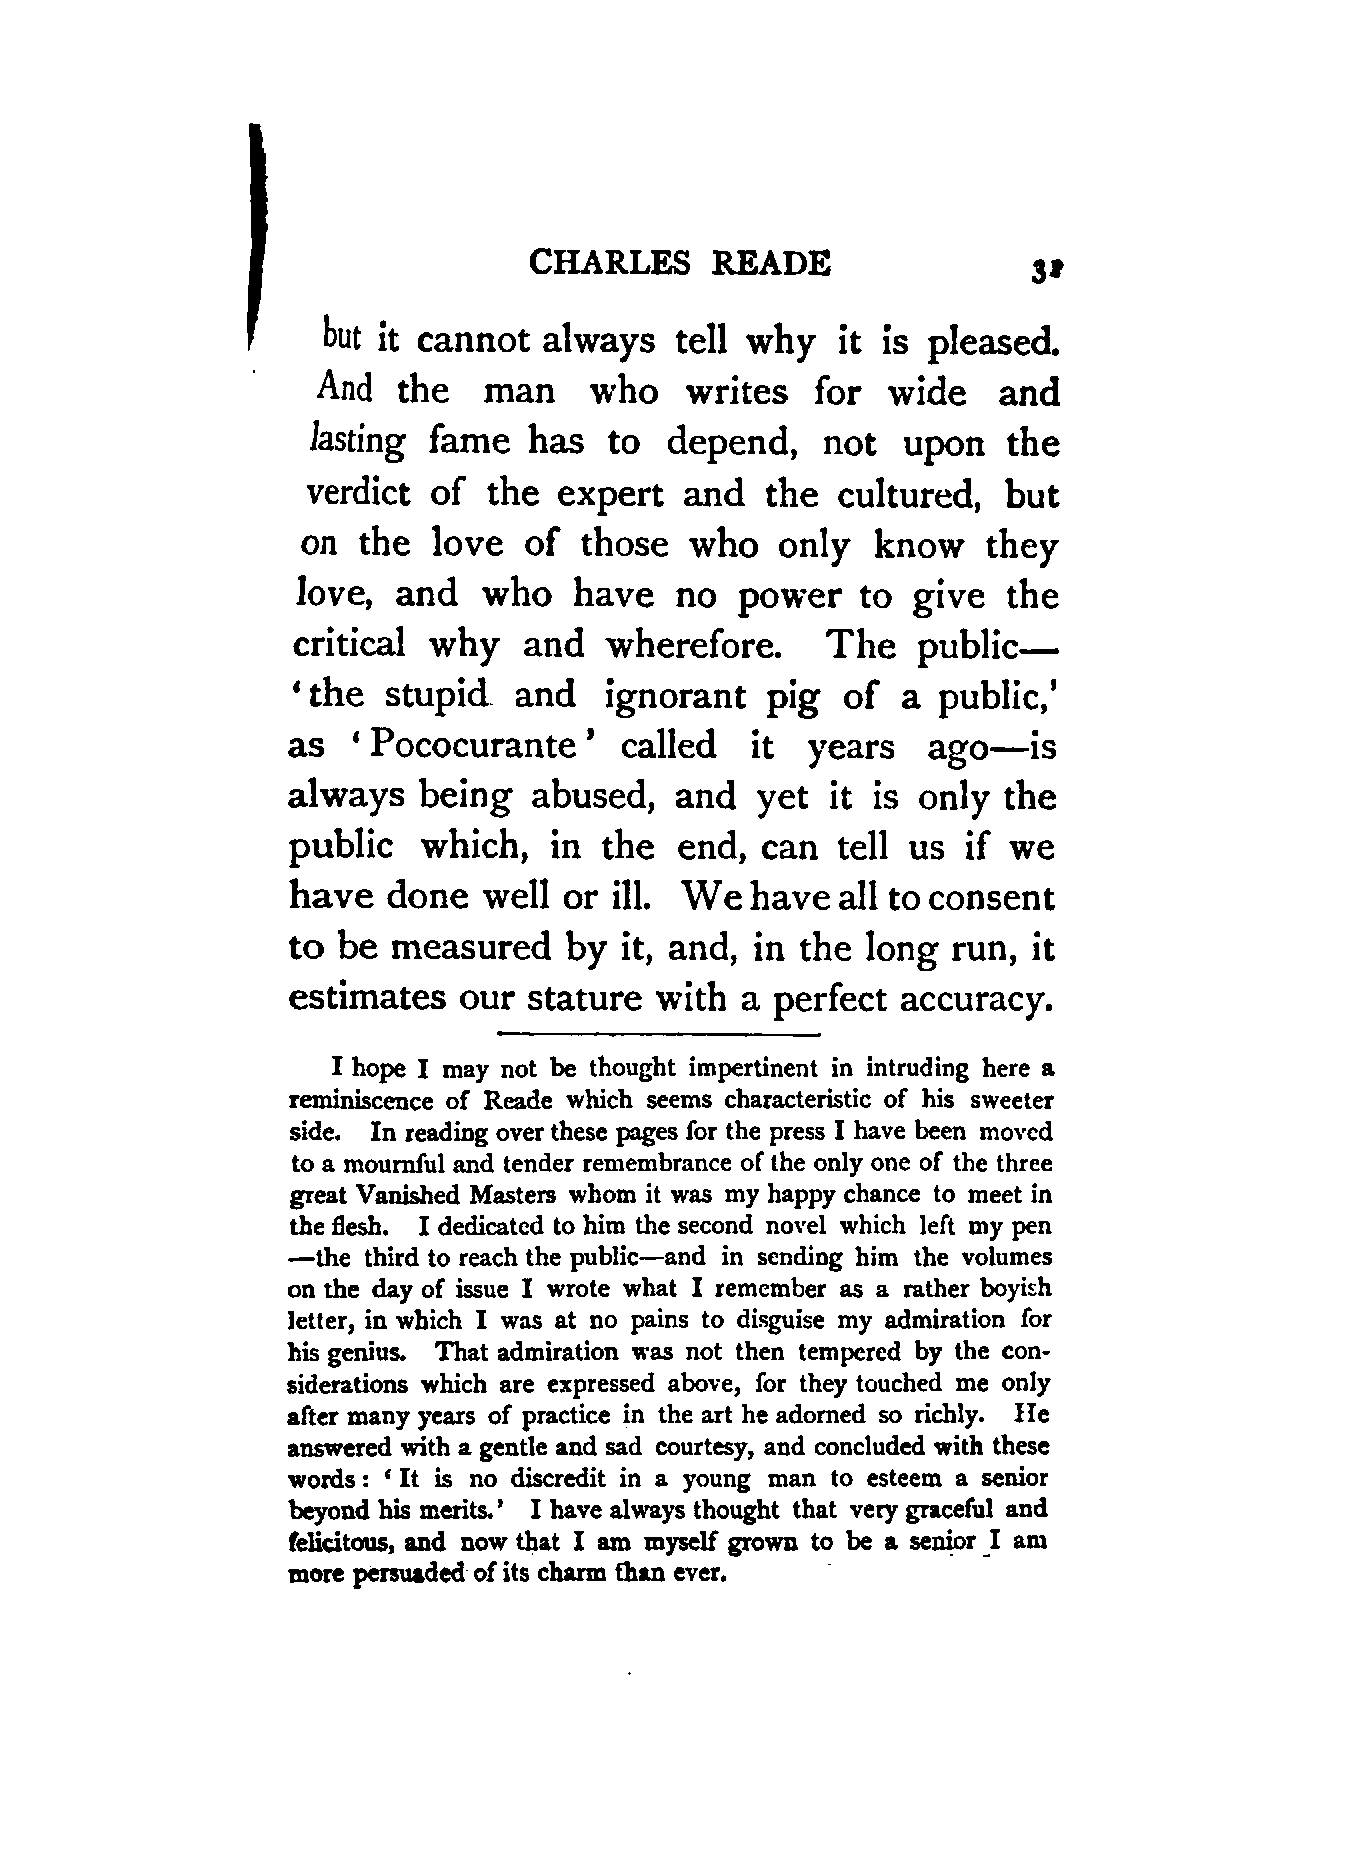 CHARLES READE 31
but it cannot always tell why it is pleased.
And the man who writes for wide and
lasting fame has to depend, not upon the
verdict of the expert and the cultured, but
on the love of those who only know they
love, and who have no power to give the
critical why and wherefore. The public—
‘the stupid and ignorant pig of a public,’
as ‘Pococurante’ called it years ago—is
always being abused, and yet it is only the
public which, in the end, can tell us if we
have done well or ill. We have all to consent
to be measured by it, and, in the long run, it
estimates our stature with a perfect accuracy.
I hope I may not be thought impertinent in intruding here a
reminiscence of Reade which seems characteristic of his sweeter
side. In reading over these pages for the press I have been moved
to a mournful and tender remembrance of the only one of the three
great Vanished Masters whom it was my happy chance to meet in
the flesh. I dedicated to him the second novel which left my pen
—the third to reach the public—and in sending him the volumes
on the day of issue I wrote what I remember as a rather boyish
letter, in which I was at no pains to disguise my admiration for
his genius. That admiration was not then tempered by the con-
siderations which are expressed above, for they touched me only
after many years of practice in the art he adorned so richly. He
answered with a gentle and sad courtesy, and concluded with these
words: ‘It is no discredit in a young man to esteem a senior
beyond his merits.’ I have always thought that very graceful and
felicitous, and now that I am myself grown to be a senior I am
more persuaded of its charm than ever.